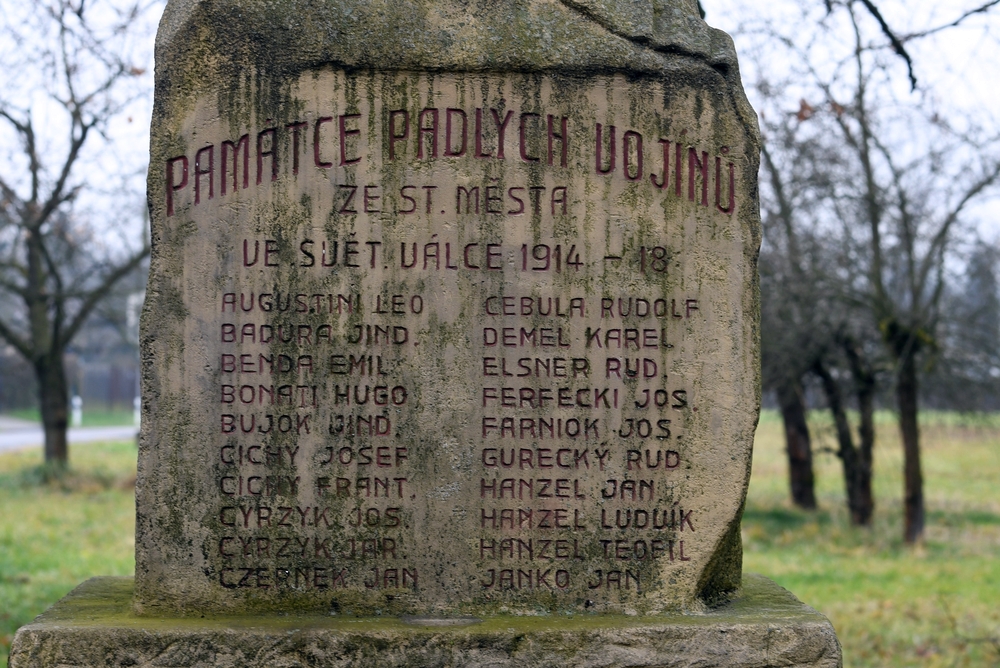 PAMÁTCE PADLÝCH VOJÍNŮ
ZE ST. MĚSTA
VE SVĚT. VÁLCE 1914 - 18
AUGUSTINI LEO
BADURA JIND.
BENDA EMIL
BONATI HUGO
BUJOK JIND.
CICHY JOSEF
CICHY FRANT.
CYRZYK JOS.
CYRZYK JAR.
CZERNEK JAN
CEBULA RUDOLF
DEMEL KAREL
ELSNER RUD.
FERFECKI JOS
FARNIOK JOS.
GURECKÝ RUD.
HANZEL JAN
HANZEL LUDVÍK
HANZEL TEOFIL
JANKO JAN